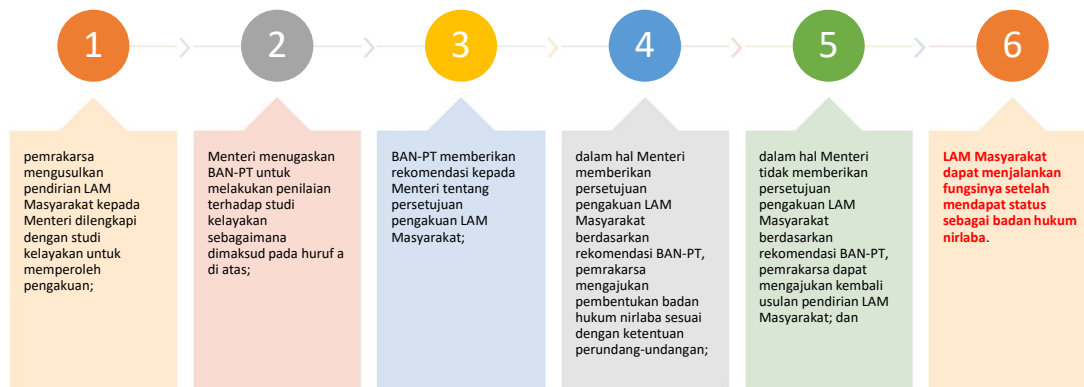 1
pemrakarsa
mengusulkan
pendirian LAM
Masyarakat kepada
Menteri dilengkapi
dengan studi
kelayakan untuk
memperoleh
pengakuan;
2
Menteri menugaskan
BAN-PT untuk
melakukan penilaian
terhadap studi
kelayakan
sebagaimana
dimaksud pada huruf a
di atas;
3
BAN-PT memberikan
rekomendasi kepada
Menteri tentang
persetujuan
pengakuan LAM
Masyarakat;
4
dalam hal Menteri
memberikan
persetujuan
pengakuan LAM
Masyarakat
berdasarkan
rekomendasi BAN-PT,
pemrakarsa
mengajukan
pembentukan badan
hukum nirlaba sesuai
dengan ketentuan
perundang-undangan;
5
dalam hal Menteri
tidak memberikan
persetujuan
pengakuan LAM
Masyarakat
berdasarkan
rekomendasi BAN-PT,
pemrakarsa dapat
mengajukan kembali
usulan pendirian LAM
Masyarakat; dan
6
LAM Masyarakat
dapat menjalankan
fungsinya setelah
mendapat status
sebagai badan hukum
nirlaba.